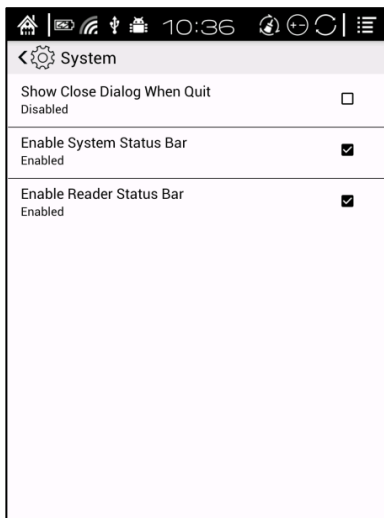 10:36
System
Show Close Dialog When Quit
Disabled
Enable System Status Bar
Enabled
Enable Reader Status Bar
Enabled